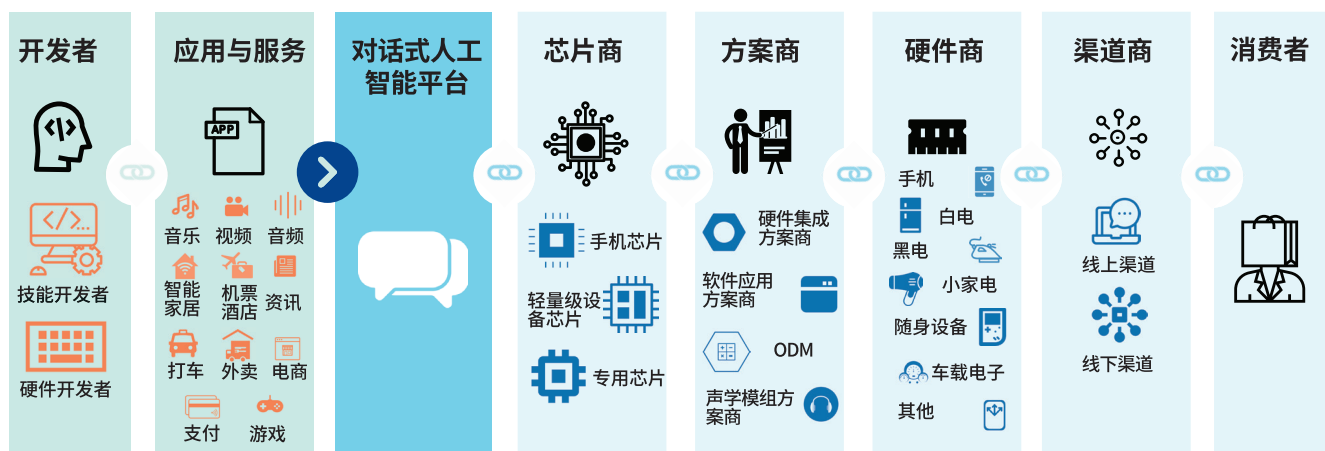 开发者
技能开发者
硬件开发者
应用与服务
APP
音乐
视频
音频
智能
家居
机票
酒店
资讯
打车
外卖
电商
支付
游戏
对话式人工
智能平台
芯片商
手机芯片
轻量级设
备芯片
专用芯片
方案商
硬件集成
方案商
软件应用
方案商
ODM
声学模组方
案商
硬件商
手机
白电
黑电
小家电
随身设备
车载电子
其他
渠道商
线上渠道
线下渠道
消费者